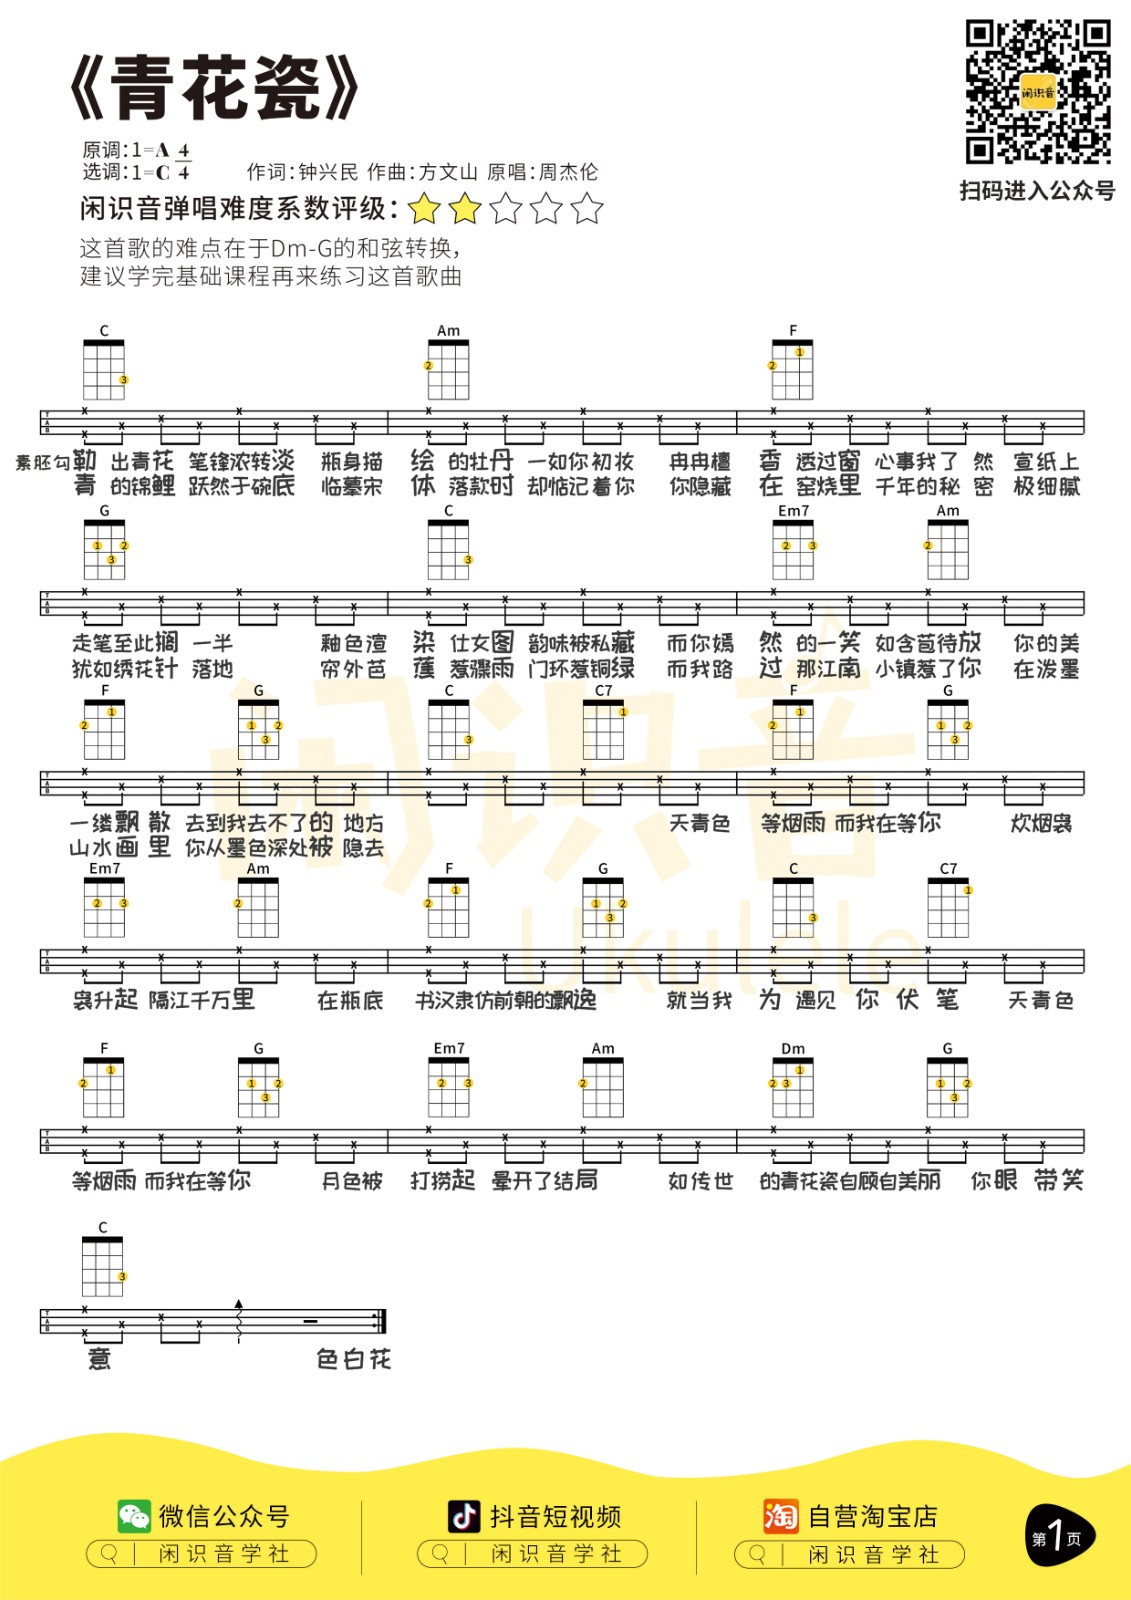 《青花瓷》
原调:1=A 4/4
选调:1=C
作词:钟兴民 作曲:方文山 原唱:周杰伦
闲识音弹唱难度系数评级:
这首歌的难点在于Dm-G的和弦转换，
建议学完基础课程再来练习这首歌曲
闲识音
扫码进入公众号
C Am F
素胚勾勒 出青花 笔锋浓转淡 瓶身描 绘 的牡丹 一如你初妆 冉冉檀 香 透过窗 心事我了 然 宣纸上
青 的锦鲤 跃然于碗底 临摹宋 体 落款时 却惦记着你 你隐藏 在 窑烧里 千年的秘 密 极细腻
G C Em7 Am
走笔至此搁 一半 釉色渲 染 仕女图 韵味被私藏 而你嫣 然 的一笑 如含苞待放 你的美
犹如绣花针 落地 帘外芭 蕉 惹骤雨 门环惹铜绿 而我路 过 那江南 小镇惹了你 在泼墨
F G C C7 F G
一缕飘 散 去到我去不了的 地方 天青色 等烟雨 而我在等你 炊烟袅
山水画 里 你从墨色深处被 隐去
Em7 Am F G C C7
袅升起 隔江千万里 在瓶底 书汉隶仿前朝的飘逸 就当我 为 遇见 你 伏 笔 天青色
F G Em7 Am Dm G
等烟雨 而我在等你 月色被 打捞起 晕开了结局 如传世 的青花瓷自顾自美丽 你眼 带笑
C
意 色白花
闲识音
Ukulele
微信公众号 抖音短视频 自营淘宝店
闲识音学社 闲识音学社 闲识音学社
第1页